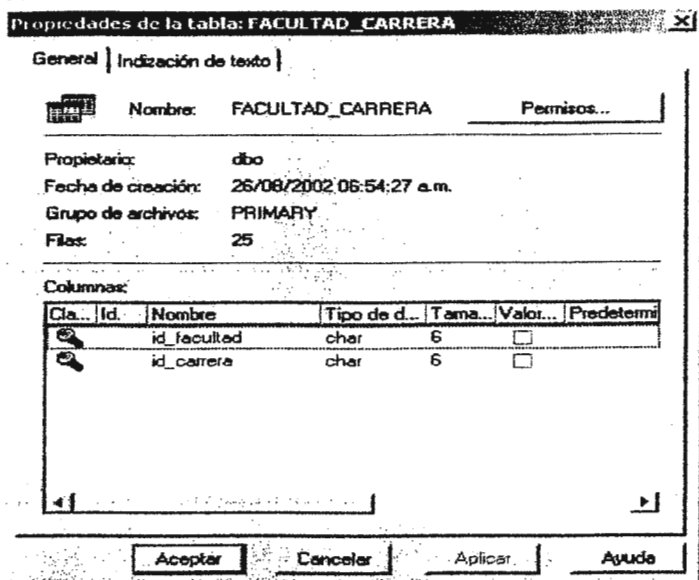 Propiedades de la tabla: FACULTAD_CARRERA
General Indización de texto
Nombre: FACULTAD_CARRERA Permisos...
Propietario: dbo
Fecha de creación: 26/08/2002 06:54:27 a.m.
Grupo de archivos: PRIMARY
Filas: 25
Columnas:
Cla... Id. Nombre Tipo de d... Tama... Valor... Predetermi
id_facultad char 6
id_carrera char 6
Aceptar Cancelar Aplicar Ayuda